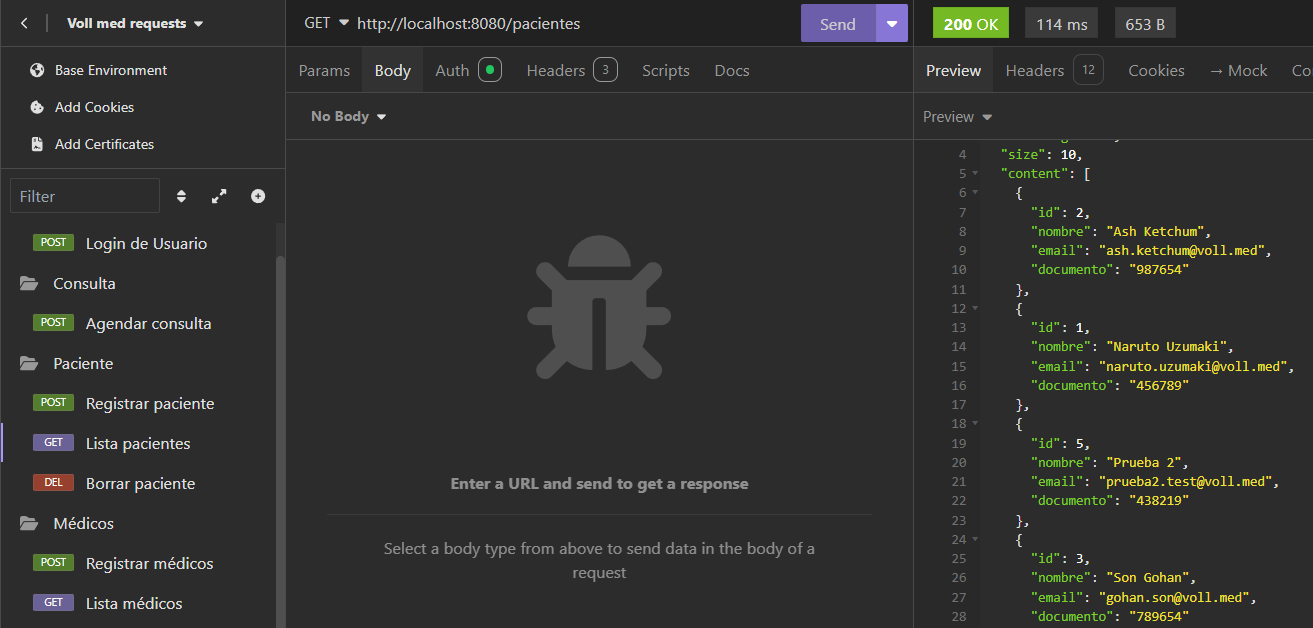 Voll med requests
Base Environment
Add Cookies
Add Certificates
Filter
POST Login de Usuario
Consulta
POST Agendar consulta
Paciente
POST Registrar paciente
GET Lista pacientes
DEL Borrar paciente
Médicos
POST Registrar médicos
GET Lista médicos
GET http://localhost:8080/pacientes Send
Params Body Auth Headers 3 Scripts Docs
No Body
Enter a URL and send to get a response
Select a body type from above to send data in the body of a
request
200 OK 114 ms 653 B
Preview Headers 12 Cookies → Mock Co
Preview
4 "size": 10,
5 "content": [
6 {
7 "id": 2,
8 "nombre": "Ash Ketchum",
9 "email": "ash.ketchum@voll.med",
10 "documento": "987654"
11 },
12 {
13 "id": 1,
14 "nombre": "Naruto Uzumaki",
15 "email": "naruto.uzumaki@voll.med",
16 "documento": "456789"
17 },
18 {
19 "id": 5,
20 "nombre": "Prueba 2",
21 "email": "prueba2.test@voll.med",
22 "documento": "438219"
23 },
24 {
25 "id": 3,
26 "nombre": "Son Gohan",
27 "email": "gohan.son@voll.med",
28 "documento": "789654"